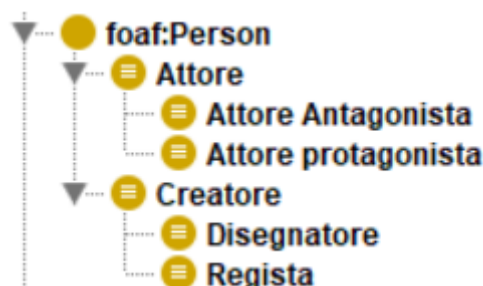 foaf:Person
Attore
Attore Antagonista
Attore protagonista
Creatore
Disegnatore
Regista